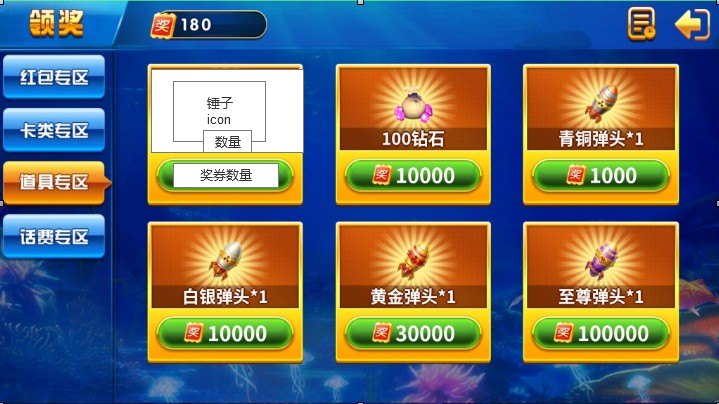 领奖
奖 180
红包专区
卡类专区
道具专区
话费专区
锤子
icon
数量
奖券数量
100钻石
奖 10000
青铜弹头*1
奖 1000
白银弹头*1
奖 10000
黄金弹头*1
奖 30000
至尊弹头*1
奖 100000